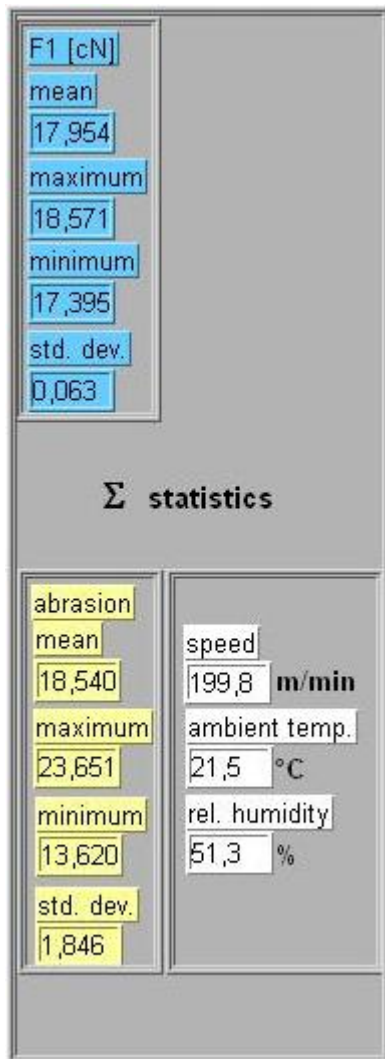 F1 [cN]
mean
17,954
maximum
18,571
minimum
17,395
std. dev.
0,063
Σ statistics
abrasion
mean
18,540
maximum
23,651
minimum
13,620
std. dev.
1,846
speed
199,8 m/min
ambient temp.
21,5 °C
rel. humidity
51,3 %